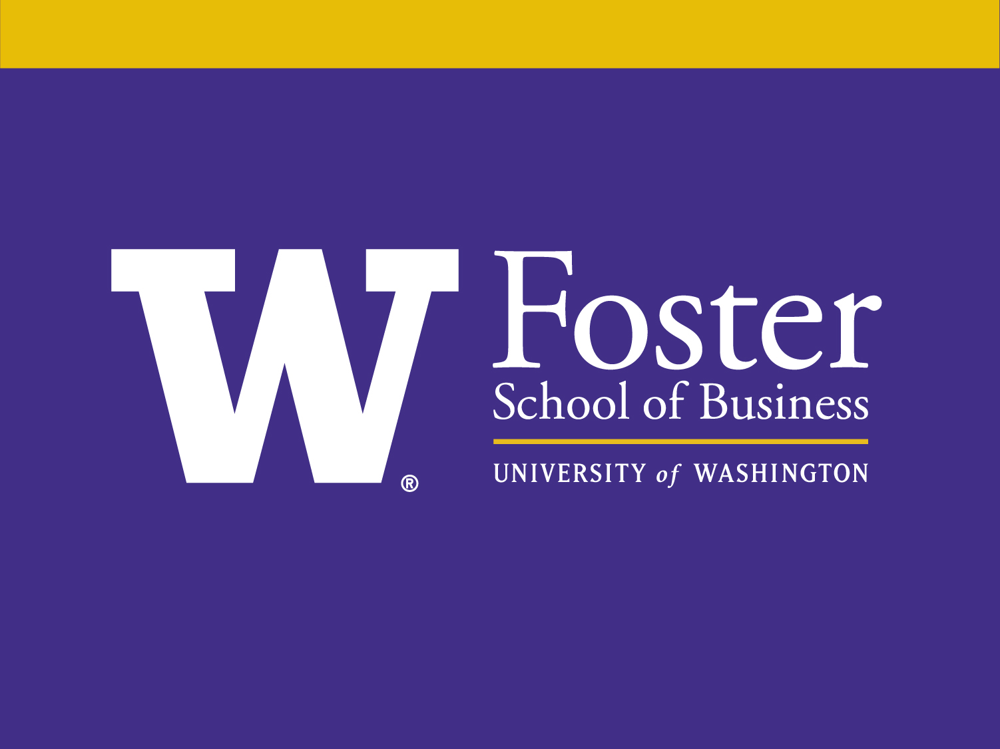 W®
Foster
School of Business
UNIVERSITY of WASHINGTON